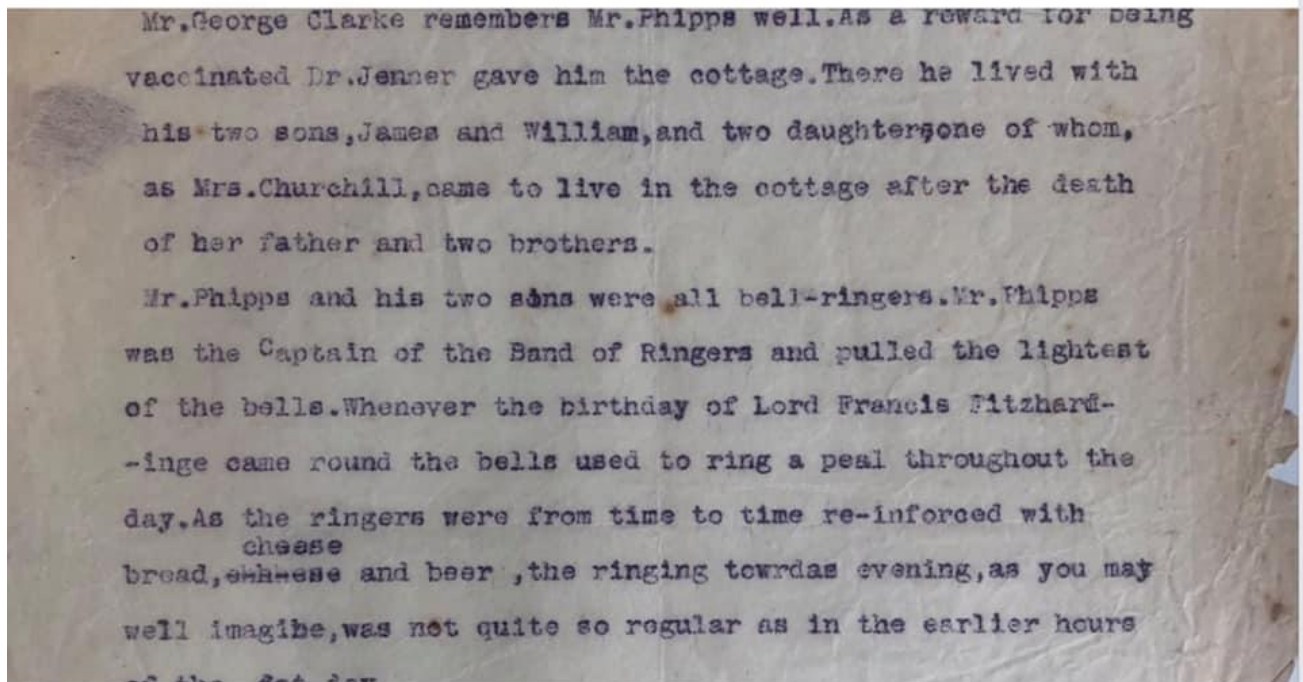 Mr.George Clarke remembers Mr.Phipps well.As a reward for being
vaccinated Dr.Jenner gave him the cottage.There he lived with
his two sons,James and William,and two daughters,one of whom,
as Mrs.Churchill,came to live in the cottage after the death
of her father and two brothers.
Mr.Phipps and his two sons were all bell-ringers.Mr.Phipps
was the Captain of the Band of Ringers and pulled the lightest
of the bells.Whenever the birthday of Lord Francis Fitzhard-
-inge came round the bells used to ring a peal throughout the
day.As the ringers were from time to time re-inforced with
cheese
bread,ehhhese and beer ,the ringing towrdas evening,as you may
well imagibe,was not quite so regular as in the earlier hours
of the day